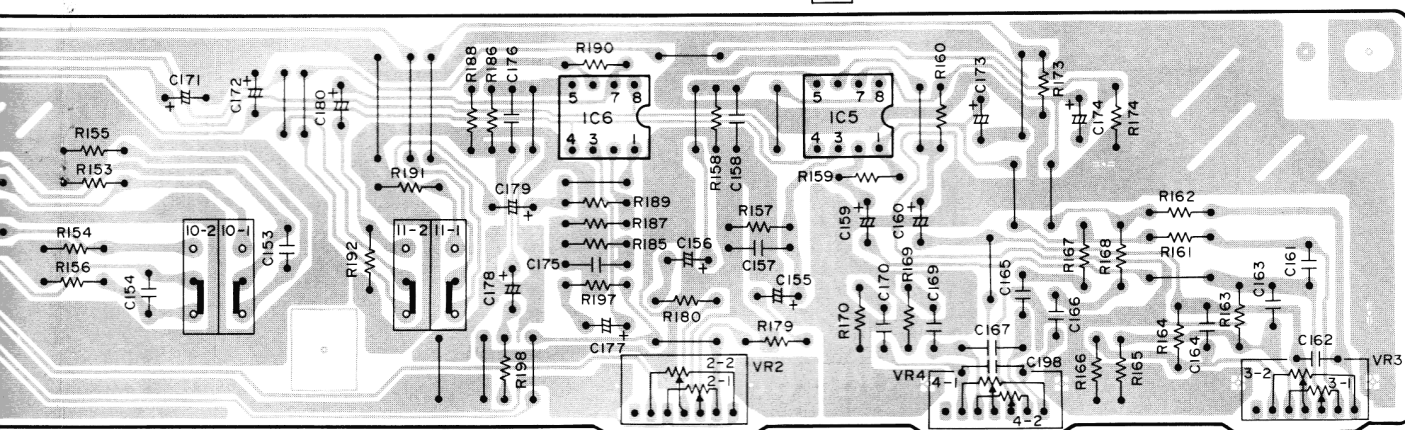 C171
C172 +
C180 +
R188
R186
C176
R190
R160
C173
R173
C174
R174
5 7 8
IC6
4 3 1
5 7 8
IC5
4 3 1
R155
R153
R191
C179
R158
C158
R159
R189
R187
R185
C175
R197
R157
C156
C157
C159 +
C160 +
R162
R161
R154
R156
C154
10-2 10-1
C153
R192
11-2 11-1
C178 +
C177
R180
C155
R179
R170
C170
R169
C169
C165
R167
R168
C166
C163
C161
R163
R164
C164
R198
VR2
2-2
2-1
C167
C198
VR4
4-1
4-2
R166
R165
C162
VR3
3-2
3-1